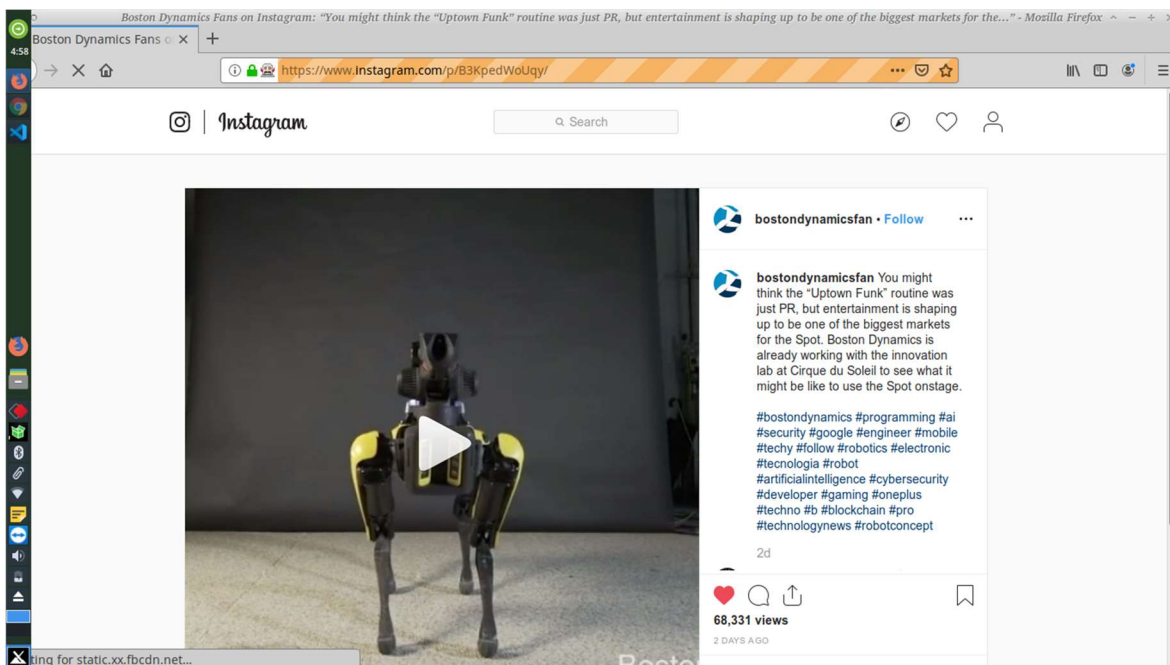 Boston Dynamics Fans on Instagram: “You might think the “Uptown Funk” routine was just PR, but entertainment is shaping up to be one of the biggest markets for the...” - Mozilla Firefox
4:58
Boston Dynamics Fans o
https://www.instagram.com/p/B3KpedWoUqy/
Instagram
Search
bostondynamicsfan • Follow
bostondynamicsfan You might
think the “Uptown Funk” routine was
just PR, but entertainment is shaping
up to be one of the biggest markets
for the Spot. Boston Dynamics is
already working with the innovation
lab at Cirque du Soleil to see what it
might be like to use the Spot onstage.
#bostondynamics #programming #ai
#security #google #engineer #mobile
#techy #follow #robotics #electronic
#tecnologia #robot
#artificialintelligence #cybersecurity
#developer #gaming #oneplus
#techno #b #blockchain #pro
#technologynews #robotconcept
2d
68,331 views
2 DAYS AGO
Bosto
ting for static.xx.fbcdn.net...